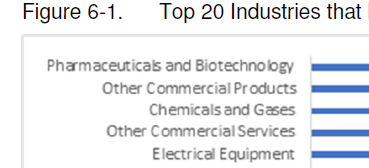 Figure 6-1. Top 20 Industries that
Pharmaceuticals and Biotechnology
Other Commercial Products
Chemicals and Gases
Other Commercial Services
Electrical Equipment